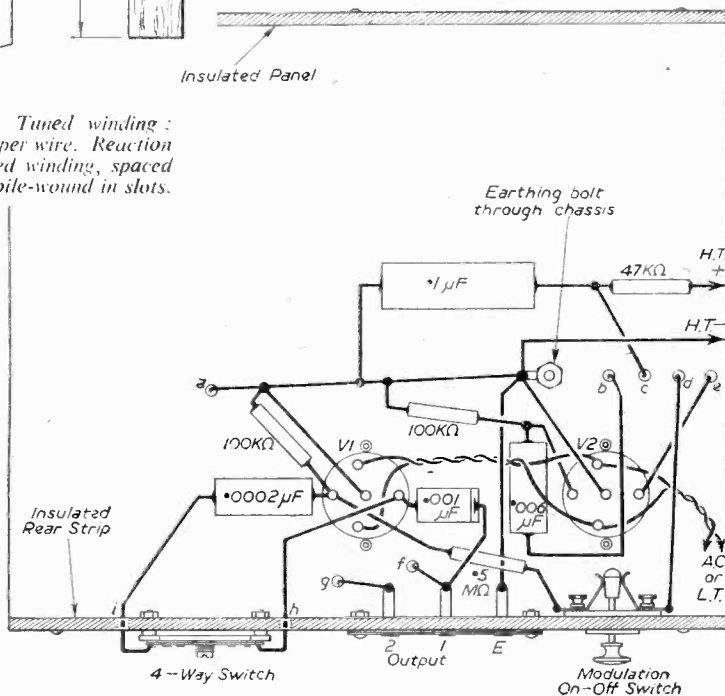 Insulated Panel
Tuned winding :
per wire. Reaction
ed winding, spaced
pile-wound in slots.
Earthing bolt
through chassis
·1µF
47KΩ
H.T.
+
H.T.-
a
b
c
d
e
100KΩ
V1
100KΩ
V2
·0002µF
·001
µF
·006
µF
Insulated
Rear Strip
f
g
·5
MΩ
AC
or
L.T.
i
h
2
1
E
4-Way Switch
Output
Modulation
On-Off Switch